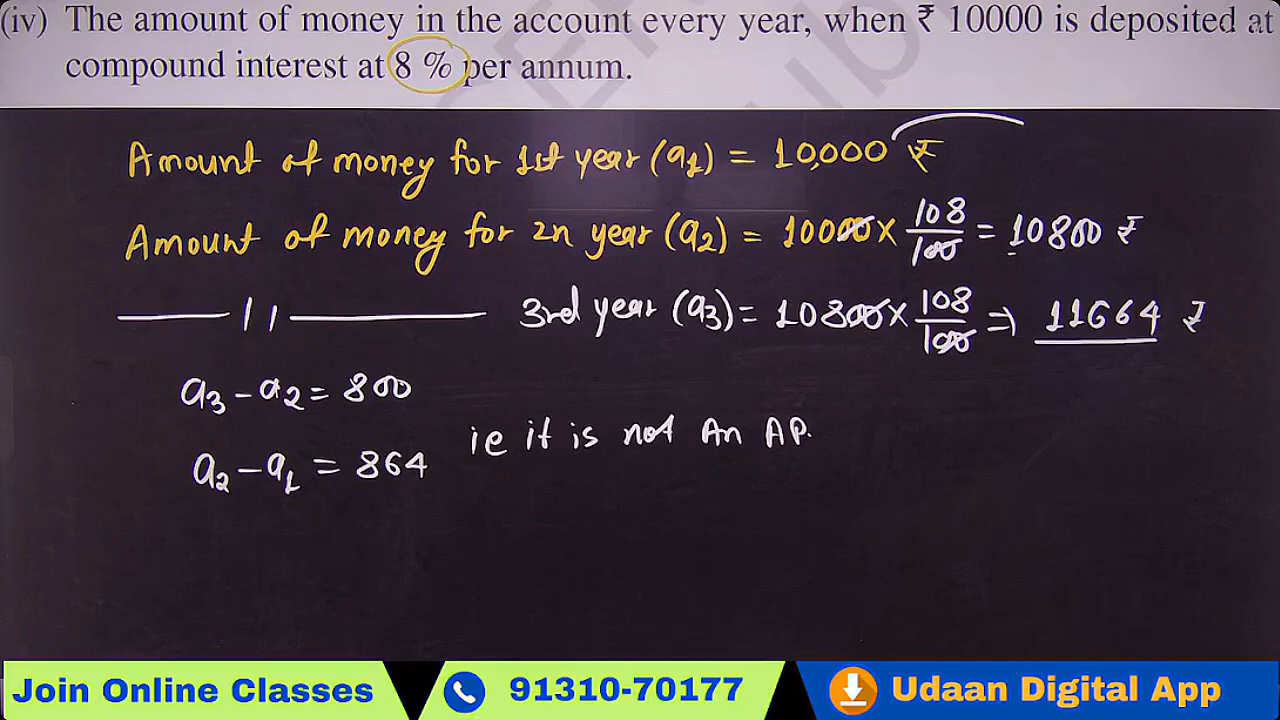 (iv) The amount of money in the account every year, when ₹ 10000 is deposited at
compound interest at 8 % per annum.
Amount of money for 1st year (a1) = 10,000 ₹
Amount of money for 2n year (a2) = 10000 × 108/100 = 10800 ₹
—— 11 —— 3rd year (a3) = 10800 × 108/100 => 11664 ₹
a3 - a2 = 800
ie it is not An AP.
a2 - a1 = 864
Join Online Classes 91310-70177 Udaan Digital App